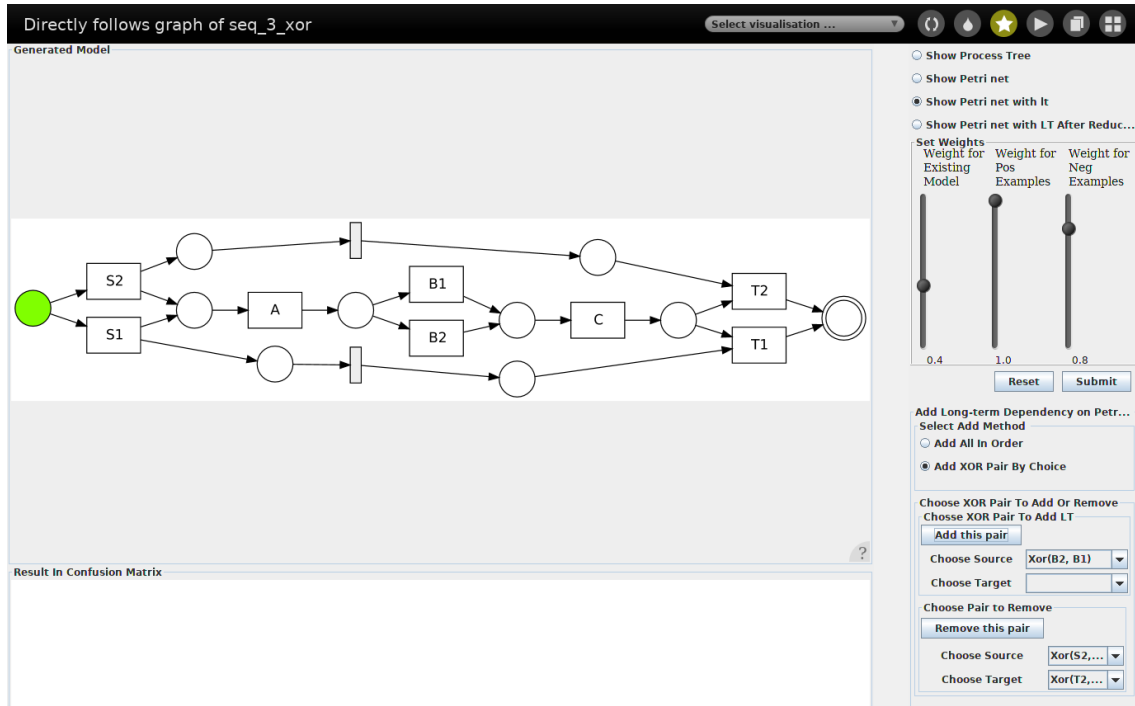 Directly follows graph of seq_3_xor
Select visualisation ...
Generated Model
S2
S1
A
B1
B2
C
T2
T1
?
Result In Confusion Matrix
Show Process Tree
Show Petri net
Show Petri net with lt
Show Petri net with LT After Reduc...
Set Weights
Weight for Existing Model
Weight for Pos Examples
Weight for Neg Examples
0.4
1.0
0.8
Reset
Submit
Add Long-term Dependency on Petr...
Select Add Method
Add All In Order
Add XOR Pair By Choice
Choose XOR Pair To Add Or Remove
Chosse XOR Pair To Add LT
Add this pair
Choose Source Xor(B2, B1)
Choose Target
Choose Pair to Remove
Remove this pair
Choose Source Xor(S2,...
Choose Target Xor(T2,...